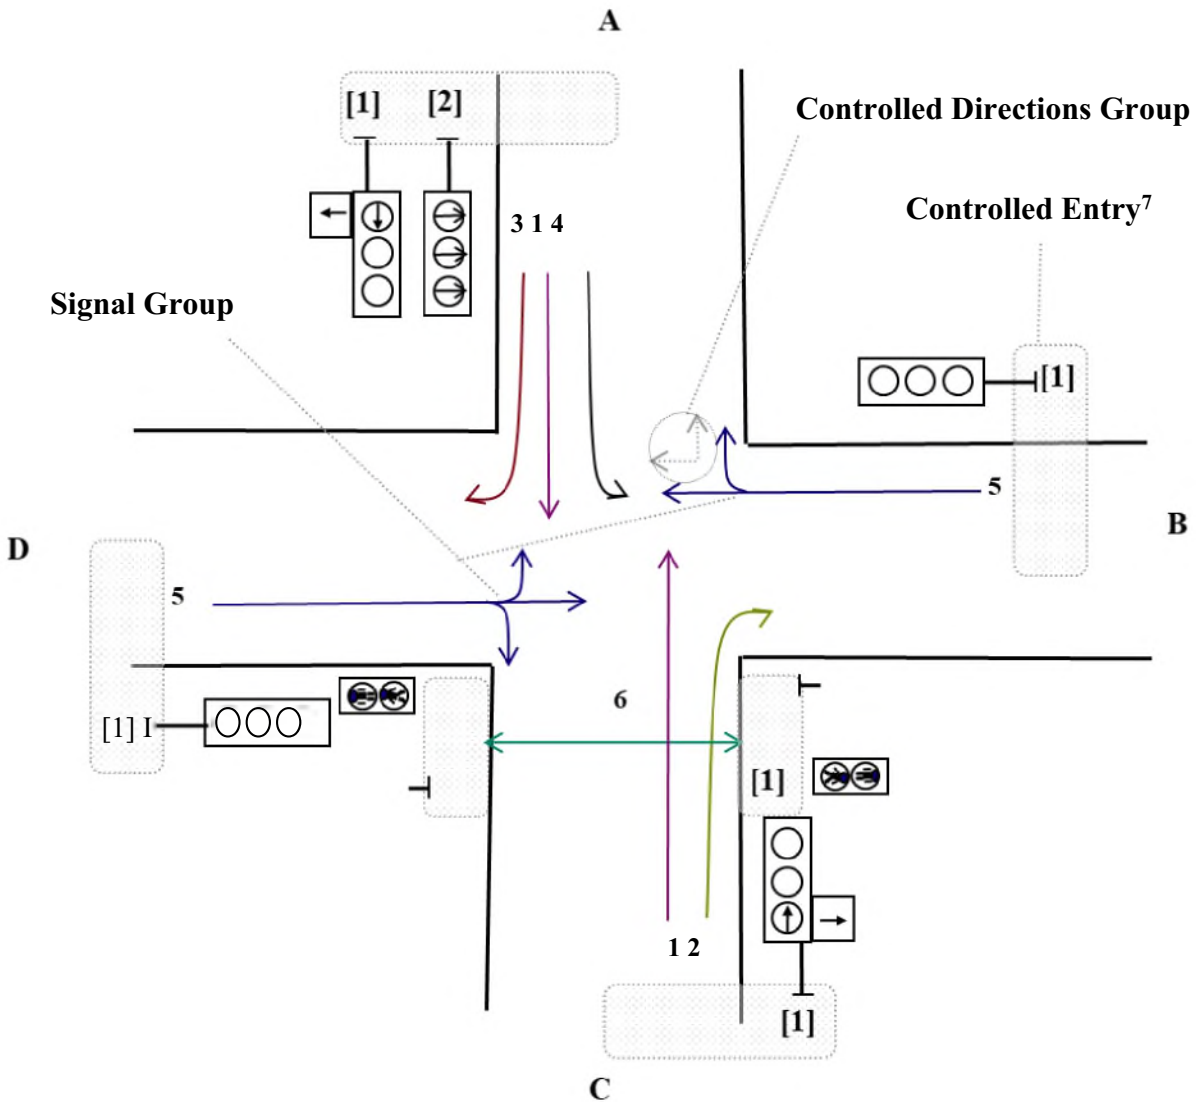 A
[1] [2]
Controlled Directions Group
Controlled Entry7
3 1 4
Signal Group
[1]
5
B
D
5
6
[1] I
[1]
1 2
[1]
C